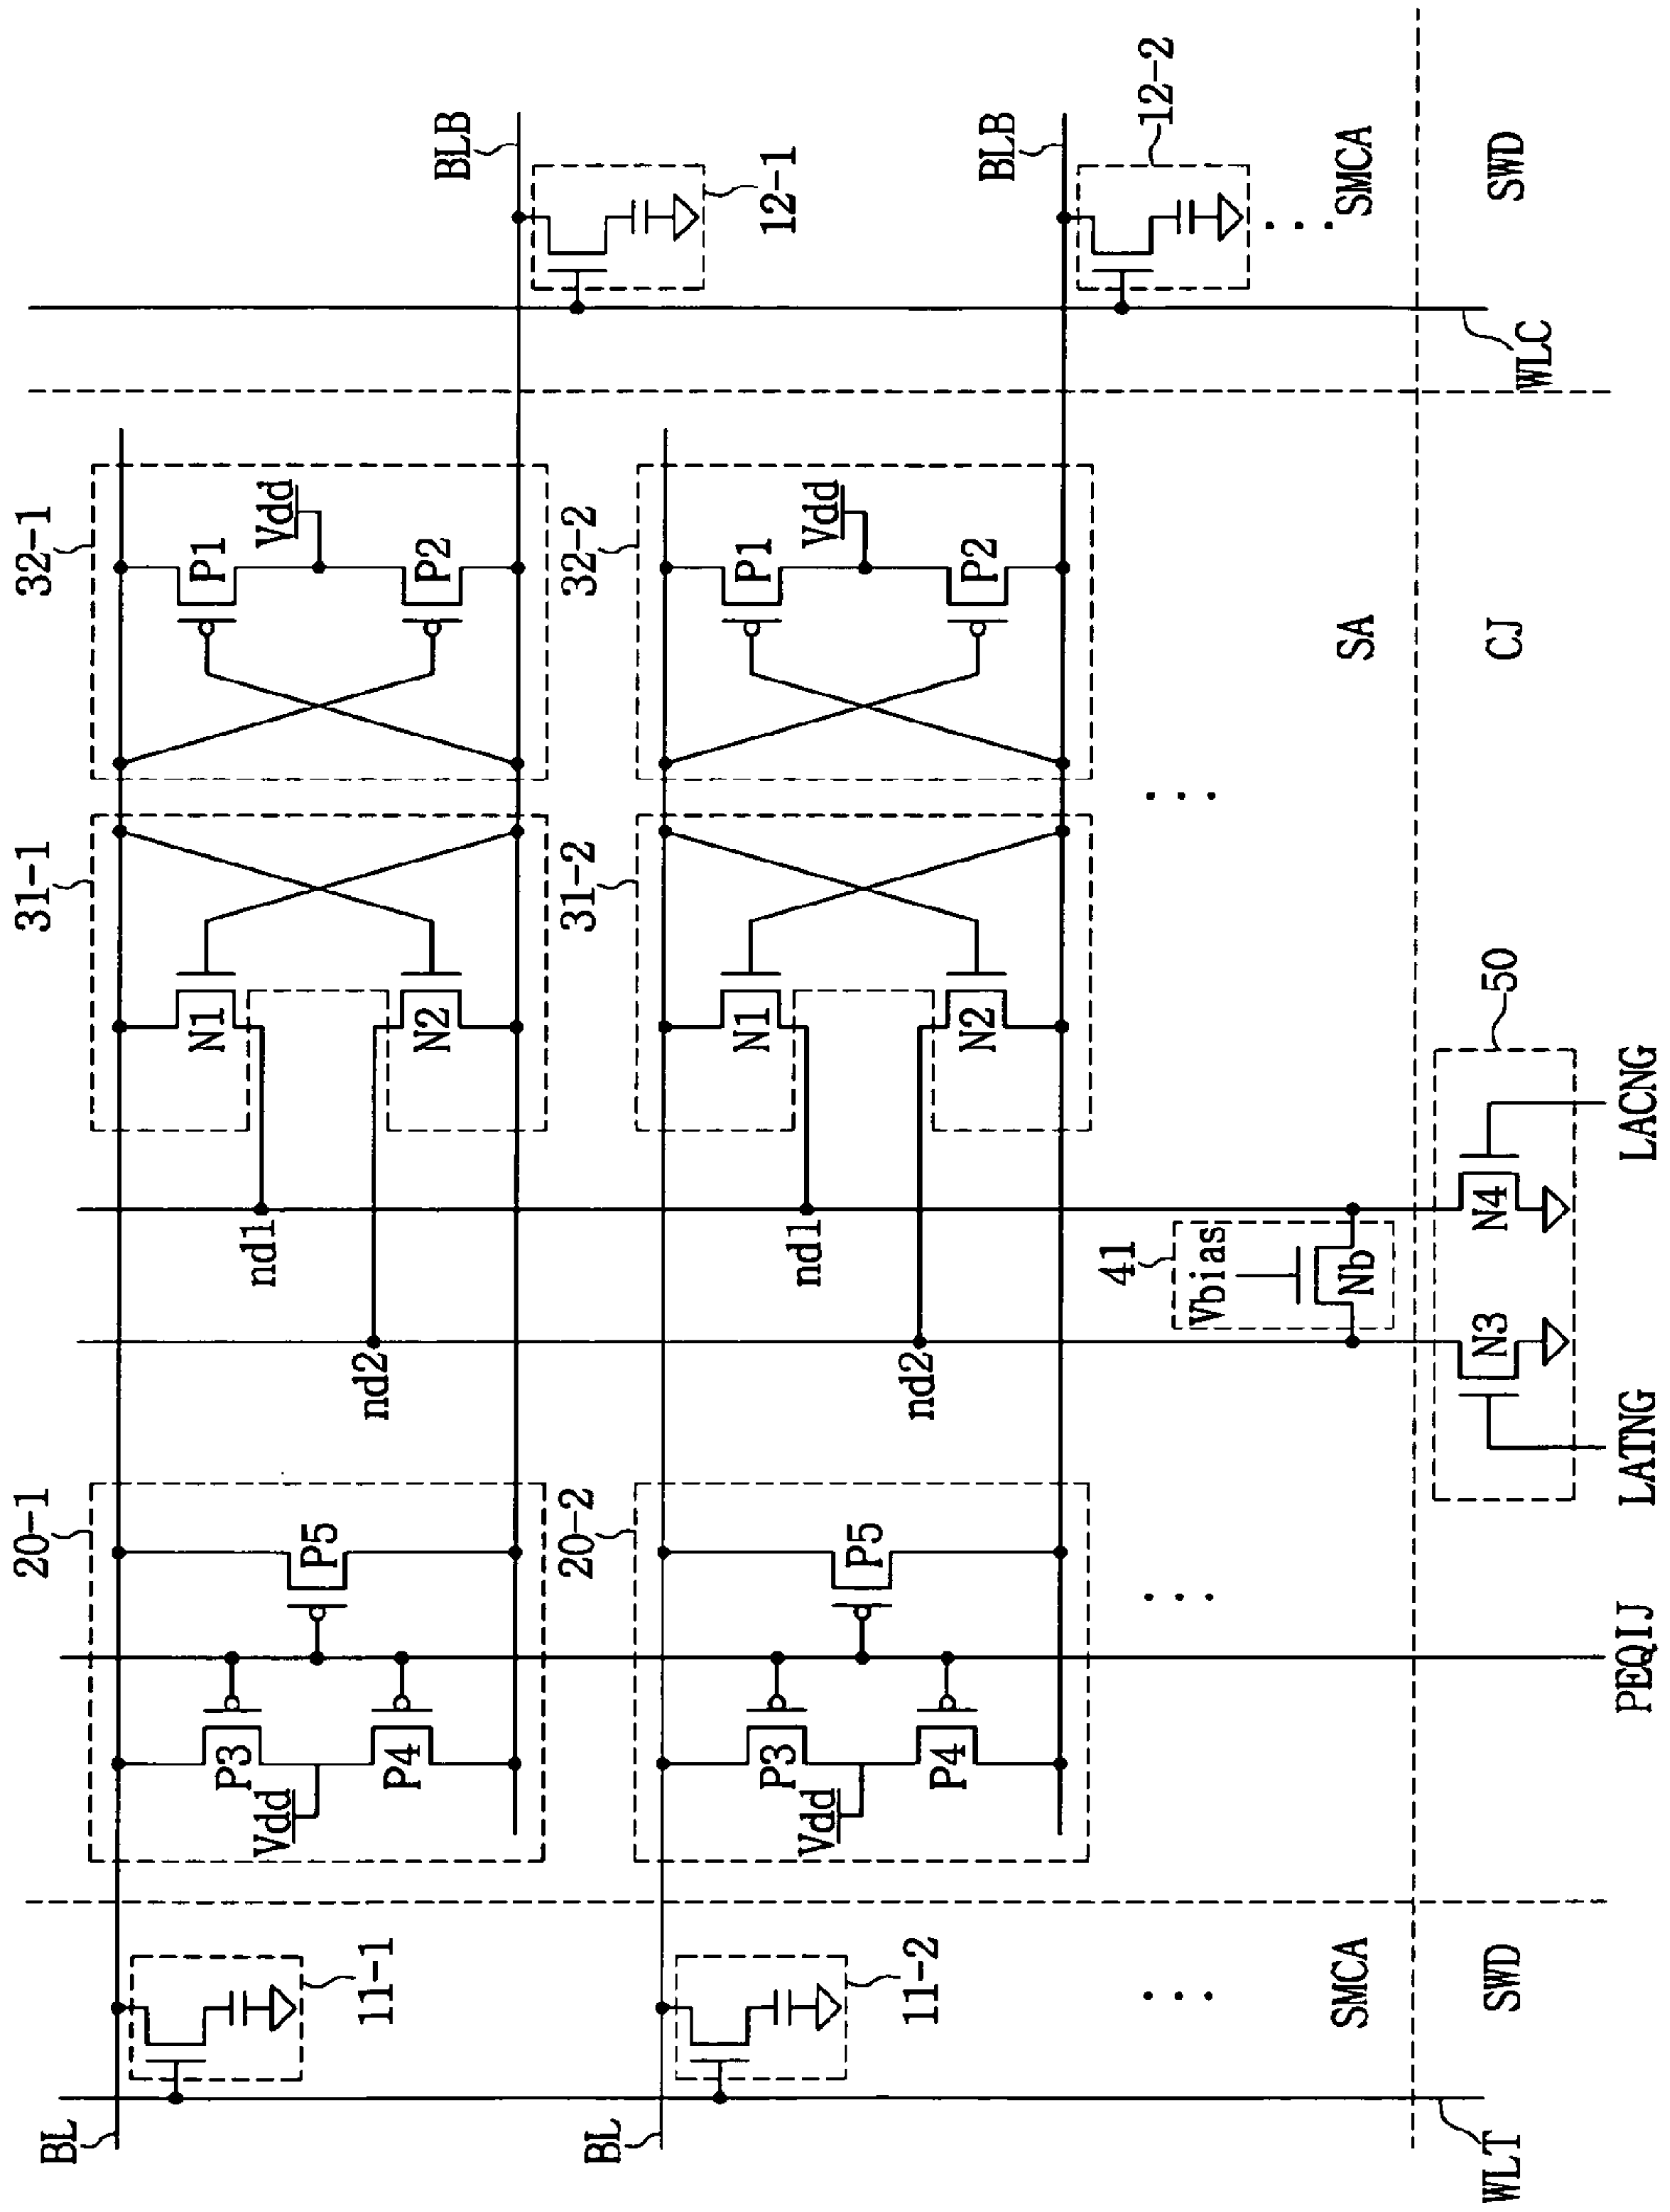 BL
BL
WLT
11-1
11-2
SMCA
SWD
20-1
P3
P4
P5
Vdd
20-2
P3
P4
P5
Vdd
PEQIJ
nd2
nd1
nd2
nd1
41
Vbias
Nb
50
N3
N4
LATNG
LACNG
31-1
N1
N2
31-2
N1
N2
32-1
P1
P2
Vdd
32-2
P1
P2
Vdd
SA
CJ
BLB
12-1
BLB
12-2
SMCA
SWD
WLC